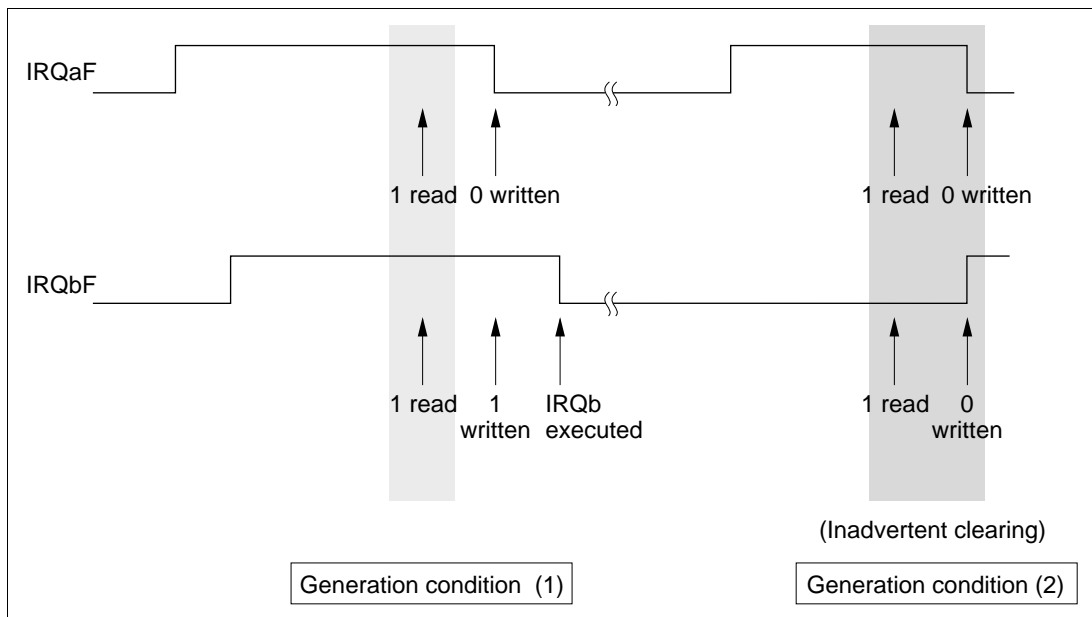 IRQaF
1 read 0 written
1 read 0 written
IRQbF
1 read 1 written
IRQb executed
1 read 0 written
(Inadvertent clearing)
Generation condition (1)
Generation condition (2)